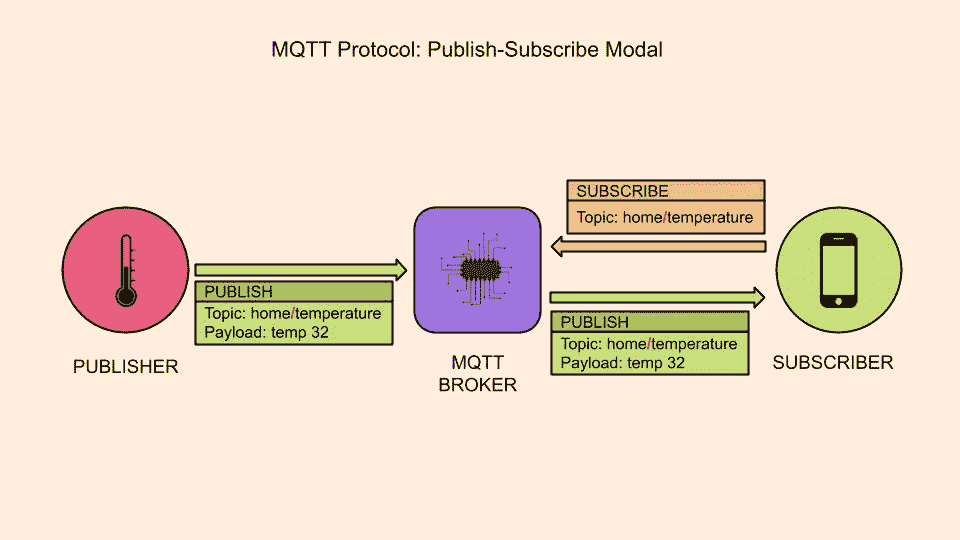 MQTT Protocol: Publish-Subscribe Modal
SUBSCRIBE
Topic: home/temperature
PUBLISH
Topic: home/temperature
Payload: temp 32
PUBLISH
Topic: home/temperature
Payload: temp 32
PUBLISHER
MQTT
BROKER
SUBSCRIBER